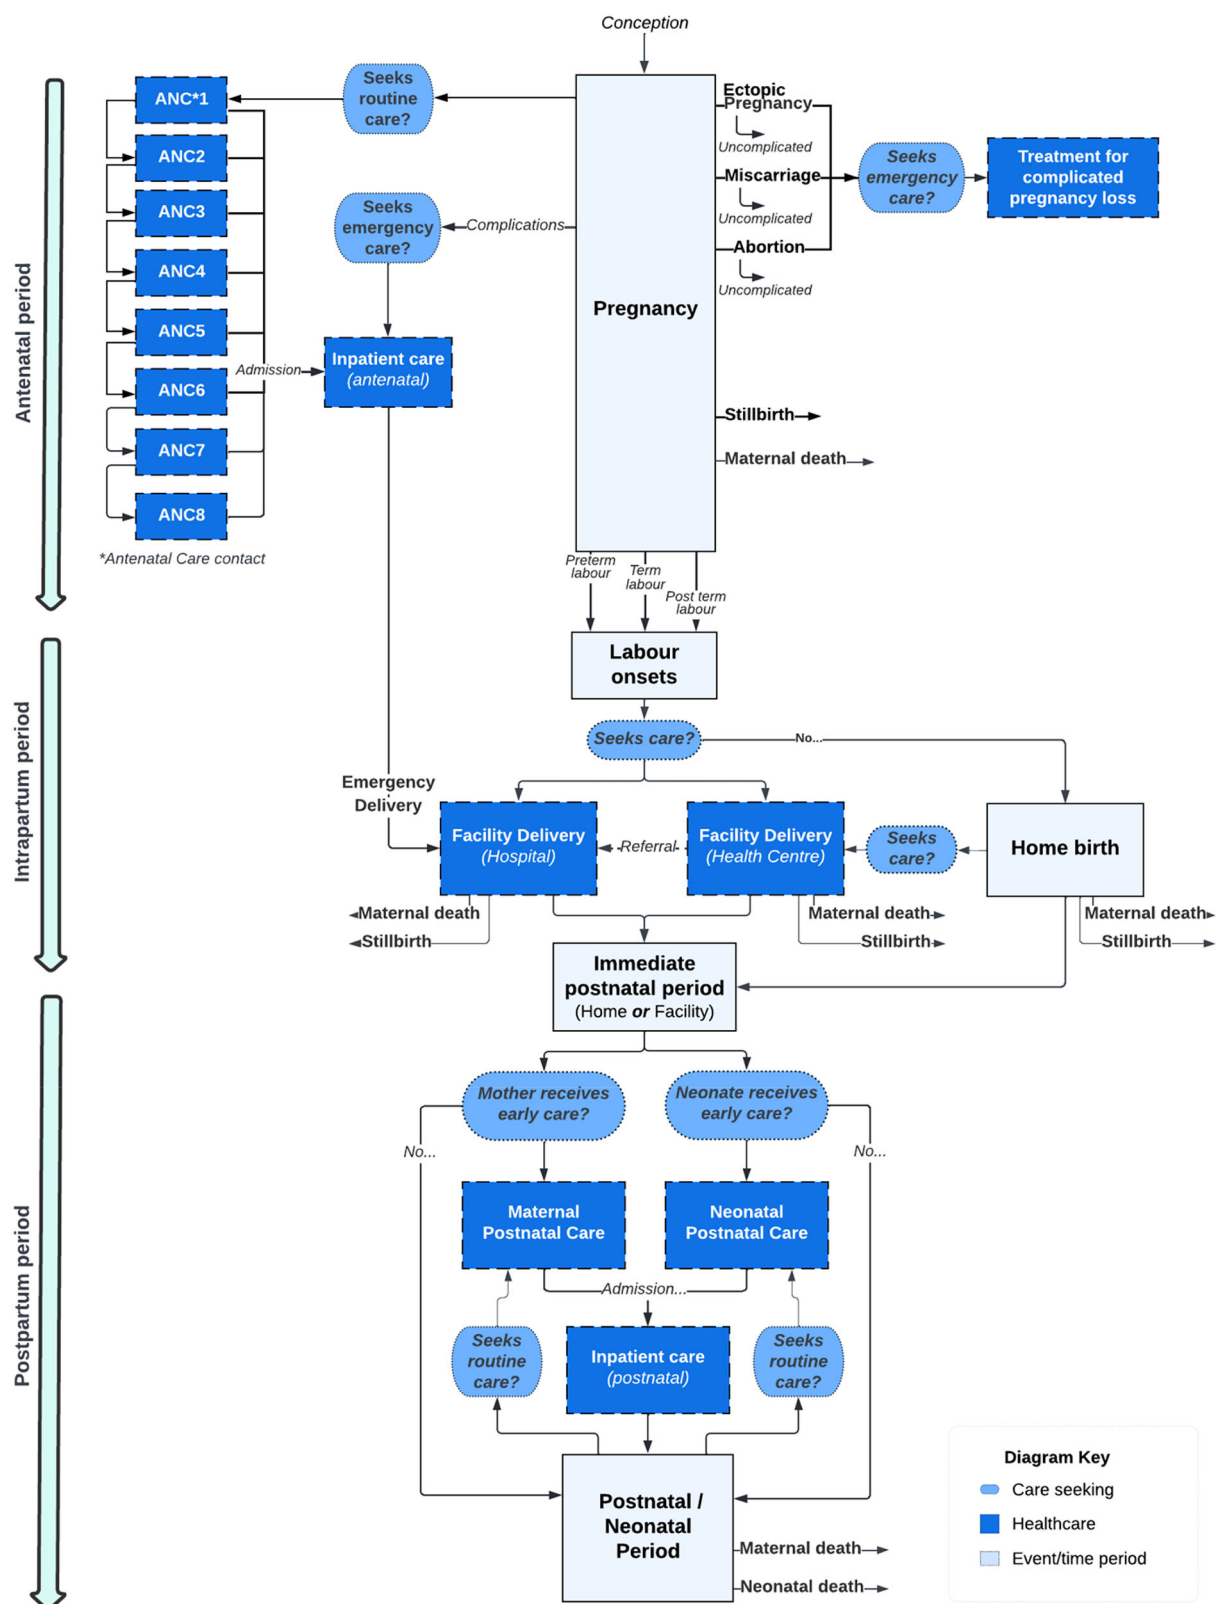 Conception
Antenatal period
ANC*1
ANC2
ANC3
ANC4
ANC5
ANC6
ANC7
ANC8
*Antenatal Care contact
Seeks
routine
care?
Seeks
emergency
care?
Complications
Admission
Inpatient care
(antenatal)
Pregnancy
Ectopic
Pregnancy
Uncomplicated
Miscarriage
Uncomplicated
Abortion
Uncomplicated
Seeks
emergency
care?
Treatment for
complicated
pregnancy loss
Stillbirth
Maternal death
Preterm
labour
Term
labour
Post term
labour
Intrapartum period
Labour
onsets
Seeks care?
No...
Emergency
Delivery
Facility Delivery
(Hospital)
Referral
Facility Delivery
(Health Centre)
Seeks
care?
Home birth
Maternal death
Stillbirth
Maternal death
Stillbirth
Maternal death
Stillbirth
Immediate
postnatal period
(Home or Facility)
Postpartum period
Mother receives
early care?
Neonate receives
early care?
No...
No...
Maternal
Postnatal Care
Neonatal
Postnatal Care
Admission...
Seeks
routine
care?
Inpatient care
(postnatal)
Seeks
routine
care?
Postnatal /
Neonatal
Period
Maternal death
Neonatal death
Diagram Key
Care seeking
Healthcare
Event/time period